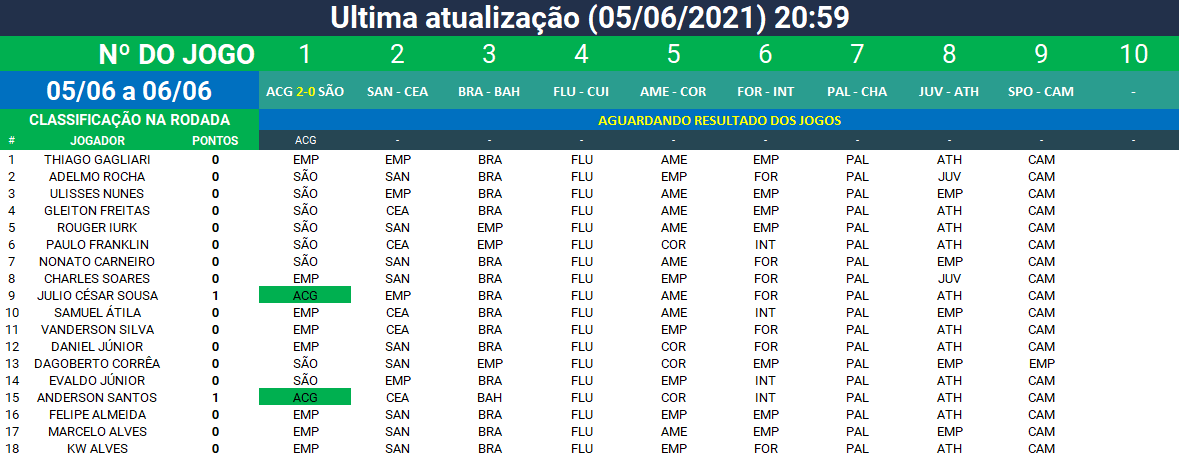 Ultima atualização (05/06/2021) 20:59
Nº DO JOGO 1 2 3 4 5 6 7 8 9 10
05/06 a 06/06 ACG 2-0 SÃO SAN - CEA BRA - BAH FLU - CUI AME - COR FOR - INT PAL - CHA JUV - ATH SPO - CAM -
CLASSIFICAÇÃO NA RODADA AGUARDANDO RESULTADO DOS JOGOS
# JOGADOR PONTOS ACG - - - - - - - - -
1 THIAGO GAGLIARI 0 EMP EMP BRA FLU AME EMP PAL ATH CAM
2 ADELMO ROCHA 0 SÃO SAN BRA FLU EMP FOR PAL JUV CAM
3 ULISSES NUNES 0 SÃO EMP BRA FLU AME EMP PAL EMP CAM
4 GLEITON FREITAS 0 SÃO CEA BRA FLU AME EMP PAL ATH CAM
5 ROUGER IURK 0 SÃO SAN EMP FLU AME EMP PAL ATH CAM
6 PAULO FRANKLIN 0 SÃO CEA EMP FLU COR INT PAL ATH CAM
7 NONATO CARNEIRO 0 SÃO SAN BRA FLU AME FOR PAL EMP CAM
8 CHARLES SOARES 0 EMP SAN BRA FLU EMP FOR PAL JUV CAM
9 JULIO CÉSAR SOUSA 1 ACG EMP BRA FLU AME FOR PAL ATH CAM
10 SAMUEL ÁTILA 0 EMP CEA BRA FLU AME INT PAL EMP CAM
11 VANDERSON SILVA 0 EMP CEA BRA FLU EMP FOR PAL ATH CAM
12 DANIEL JÚNIOR 0 EMP SAN BRA FLU COR FOR PAL ATH CAM
13 DAGOBERTO CORRÊA 0 SÃO SAN EMP FLU COR EMP PAL EMP EMP
14 EVALDO JÚNIOR 0 SÃO EMP BRA FLU EMP INT PAL ATH CAM
15 ANDERSON SANTOS 1 ACG CEA BAH FLU COR INT PAL ATH CAM
16 FELIPE ALMEIDA 0 EMP SAN BRA FLU EMP EMP PAL ATH CAM
17 MARCELO ALVES 0 EMP SAN BRA FLU AME EMP PAL EMP CAM
18 KW ALVES 0 EMP SAN BRA FLU EMP FOR PAL ATH CAM